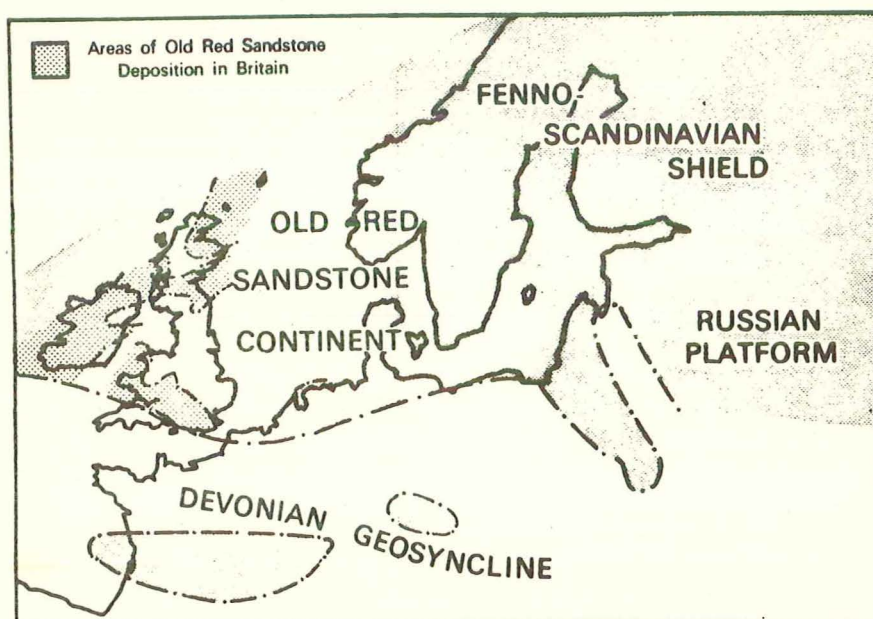 Areas of Old Red Sandstone
Deposition in Britain
FENNO-
SCANDINAVIAN
SHIELD
OLD RED
SANDSTONE
CONTINENT
RUSSIAN
PLATFORM
DEVONIAN
GEOSYNCLINE